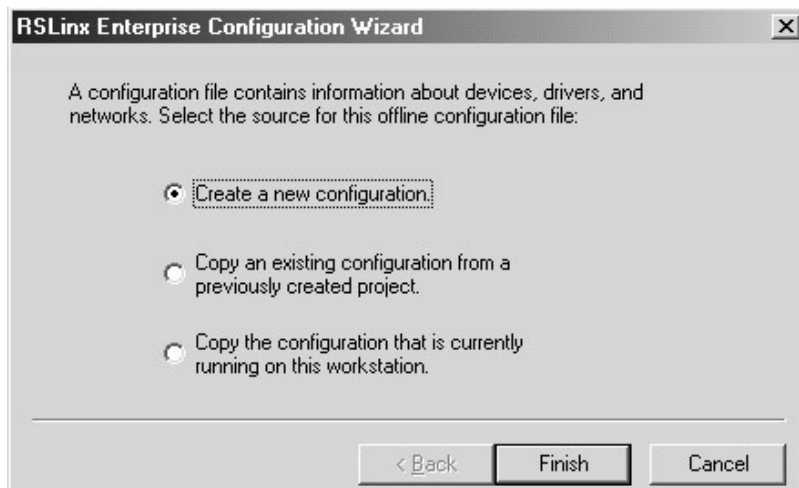 RSLinx Enterprise Configuration Wizard
A configuration file contains information about devices, drivers, and
networks. Select the source for this offline configuration file:
Create a new configuration.
Copy an existing configuration from a
previously created project.
Copy the configuration that is currently
running on this workstation.
< Back Finish Cancel